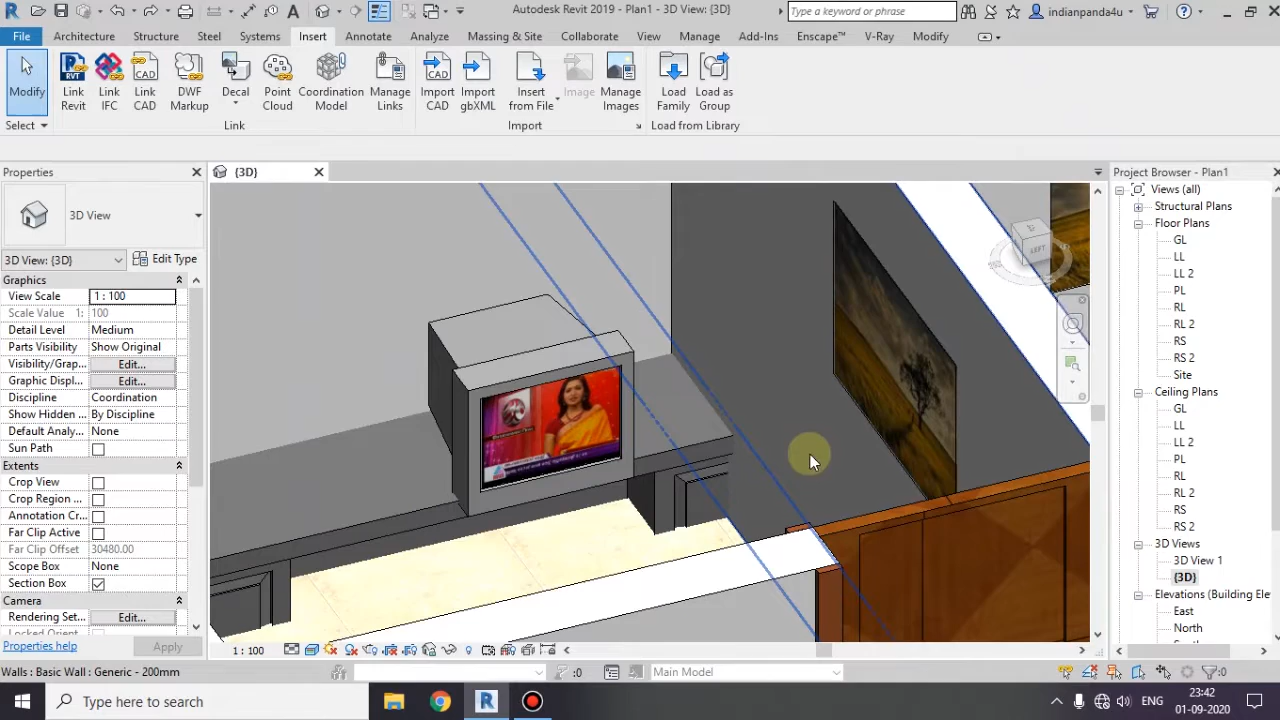 Autodesk Revit 2019 - Plan1 - 3D View: {3D}
Type a keyword or phrase
indianpanda4u
File Architecture Structure Steel Systems Insert Annotate Analyze Massing & Site Collaborate View Manage Add-Ins Enscape™ V-Ray Modify
Modify
Link Revit
Link IFC
Link CAD
DWF Markup
Decal
Point Cloud
Coordination Model
Manage Links
Import CAD
Import gbXML
Insert from File
Image
Manage Images
Load Family
Load as Group
Select
Link
Import
Load from Library
Properties
3D View
3D View: {3D}
Edit Type
Graphics
View Scale 1 : 100
Scale Value 1: 100
Detail Level Medium
Parts Visibility Show Original
Visibility/Grap... Edit...
Graphic Displ... Edit...
Discipline Coordination
Show Hidden ... By Discipline
Default Analy... None
Sun Path
Extents
Crop View
Crop Region ...
Annotation Cr...
Far Clip Active
Far Clip Offset 30480.00
Scope Box None
Section Box
Camera
Rendering Set... Edit...
Properties help
Apply
{3D}
LEFT
Project Browser - Plan1
Views (all)
Structural Plans
Floor Plans
GL
LL
LL 2
PL
RL
RL 2
RS
RS 2
Site
Ceiling Plans
GL
LL
LL 2
PL
RL
RL 2
RS
RS 2
3D Views
3D View 1
{3D}
Elevations (Building Ele
East
North
1 : 100
Walls : Basic Wall : Generic - 200mm
:0
Main Model
:0
Type here to search
ENG
23:42
01-09-2020